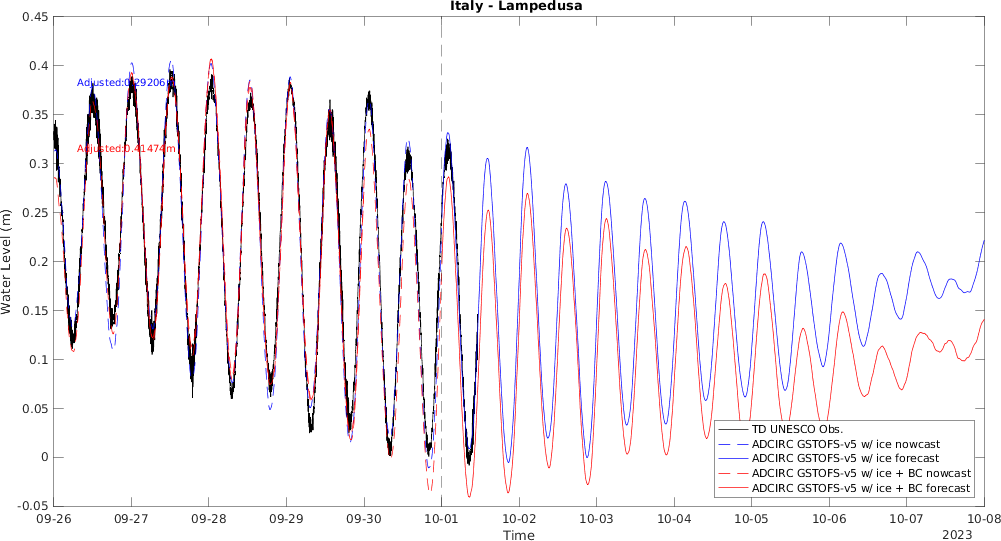 Italy - Lampedusa
0.45
0.4
0.35
0.3
0.25
0.2
0.15
0.1
0.05
0
-0.05
Water Level (m)
Adjusted:0.29206m
Adjusted:0.41474m
TD UNESCO Obs.
ADCIRC GSTOFS-v5 w/ ice nowcast
ADCIRC GSTOFS-v5 w/ ice forecast
ADCIRC GSTOFS-v5 w/ ice + BC nowcast
ADCIRC GSTOFS-v5 w/ ice + BC forecast
09-26 09-27 09-28 09-29 09-30 10-01 10-02 10-03 10-04 10-05 10-06 10-07 10-08
Time
2023